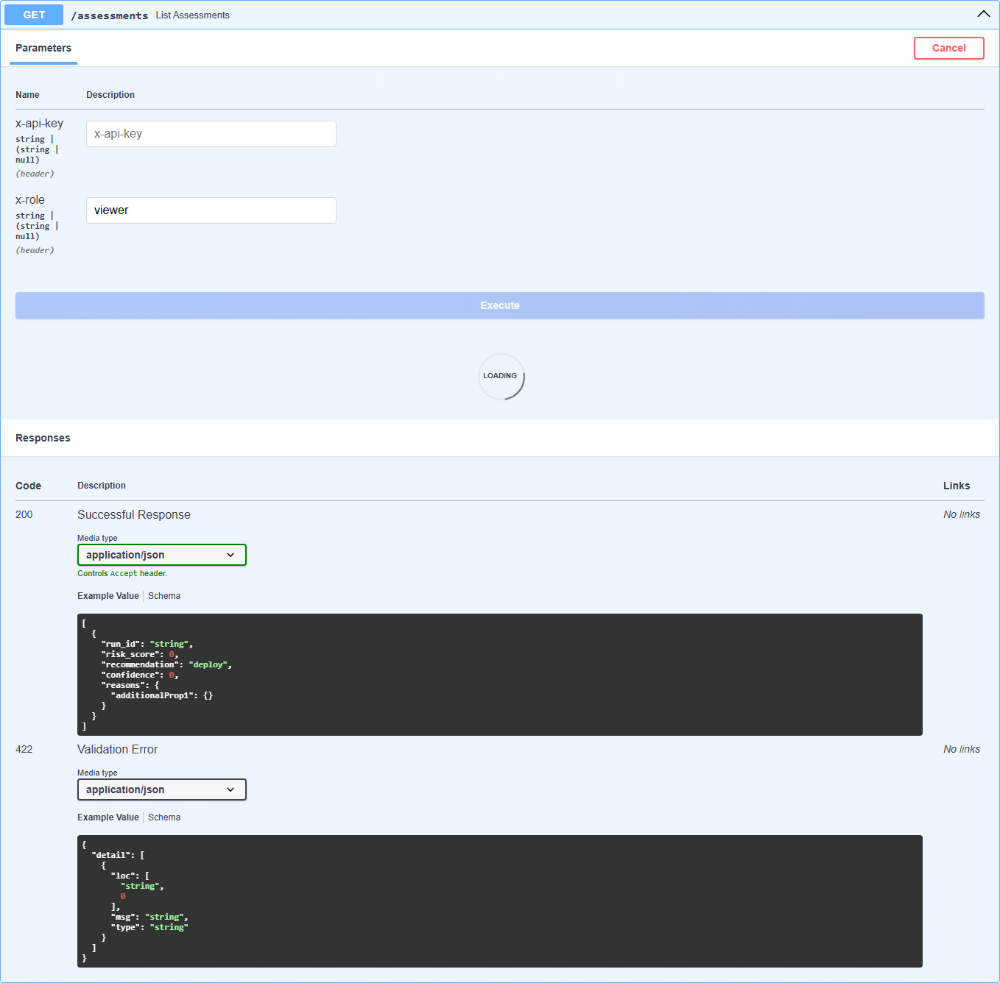 GET /assessments List Assessments
Parameters
Cancel
Name Description
x-api-key
string |
(string |
null)
(header)
x-api-key
x-role
string |
(string |
null)
(header)
viewer
Execute
LOADING
Responses
Code Description Links
200 Successful Response No links
Media type
application/json
Controls Accept header.
Example Value Schema
[
  {
    "run_id": "string",
    "risk_score": 0,
    "recommendation": "deploy",
    "confidence": 0,
    "reasons": {
      "additionalProp1": {}
    }
  }
]
422 Validation Error No links
Media type
application/json
Example Value Schema
{
  "detail": [
    {
      "loc": [
        "string",
        0
      ],
      "msg": "string",
      "type": "string"
    }
  ]
}